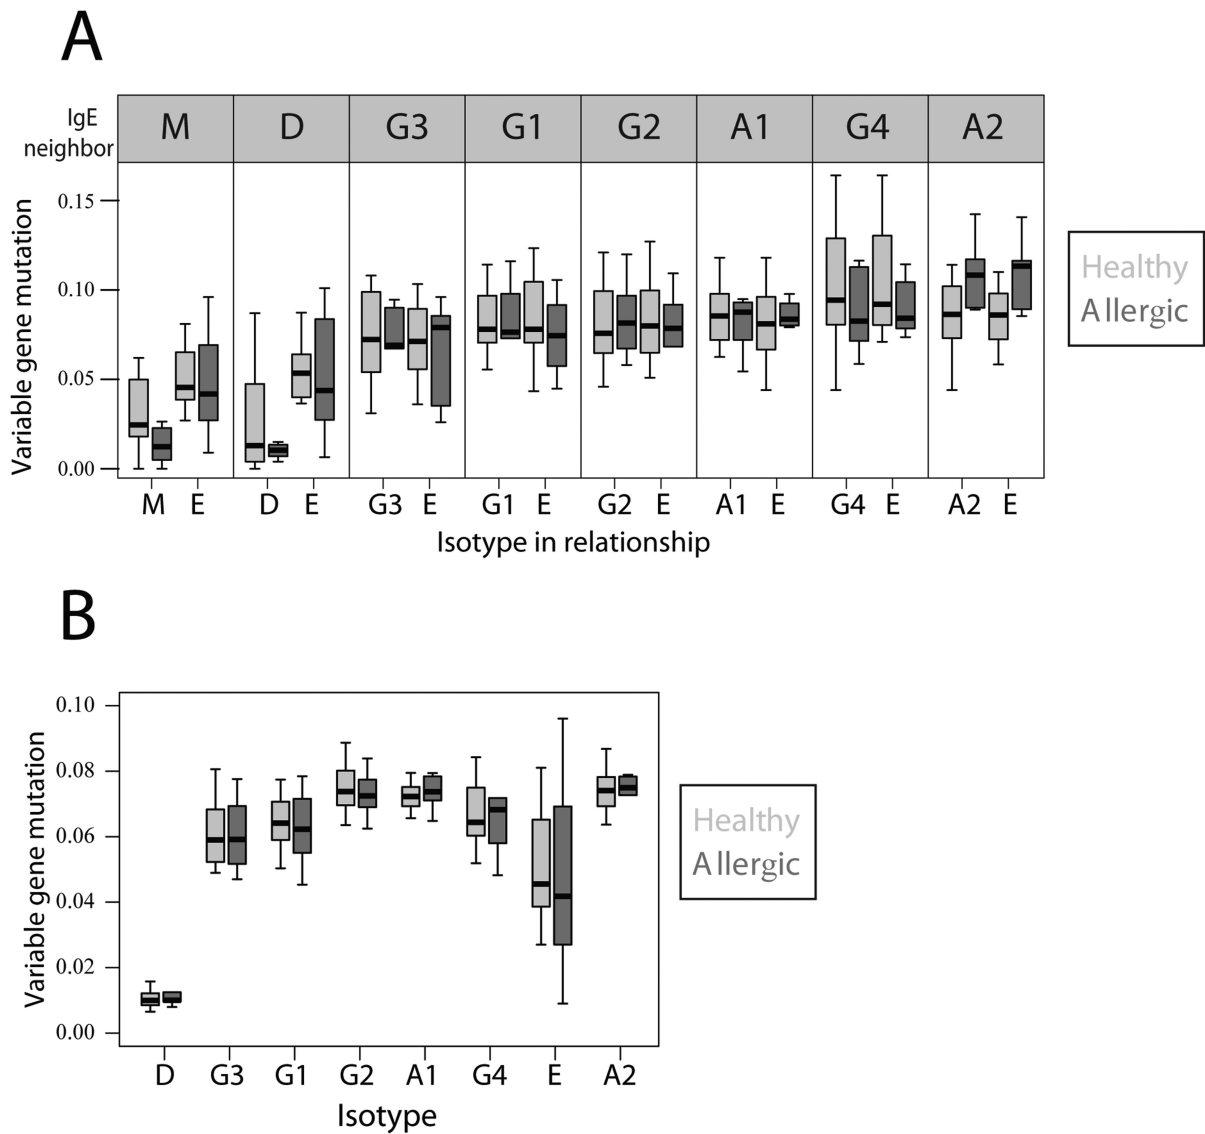 A
IgE neighbor
M D G3 G1 G2 A1 G4 A2
Variable gene mutation
0.15
0.10
0.05
0.00
M E D E G3 E G1 E G2 E A1 E G4 E A2 E
Isotype in relationship
Healthy
Allergic
B
Variable gene mutation
0.10
0.08
0.06
0.04
0.02
0.00
D G3 G1 G2 A1 G4 E A2
Isotype
Healthy
Allergic